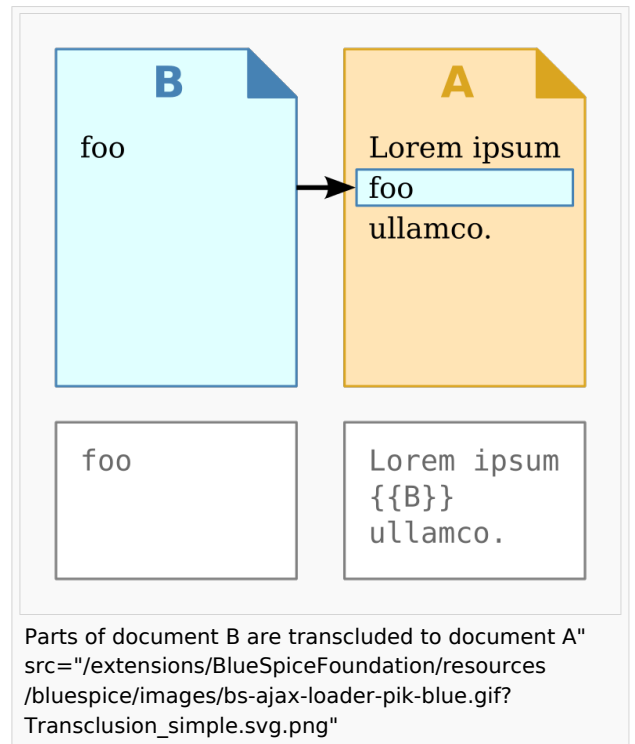 B
foo
A
Lorem ipsum
foo
ullamco.
foo
Lorem ipsum
{{B}}
ullamco.
Parts of document B are transcluded to document A"
src="/extensions/BlueSpiceFoundation/resources
/bluespice/images/bs-ajax-loader-pik-blue.gif?
Transclusion_simple.svg.png"